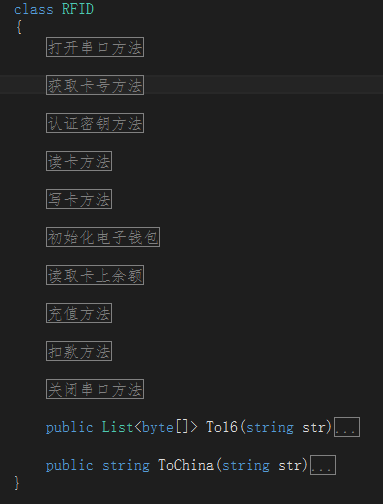 class RFID
{
打开串口方法
获取卡号方法
认证密钥方法
读卡方法
写卡方法
初始化电子钱包
读取卡上余额
充值方法
扣款方法
关闭串口方法
public List<byte[]> To16(string str)...
public string ToChina(string str)...
}